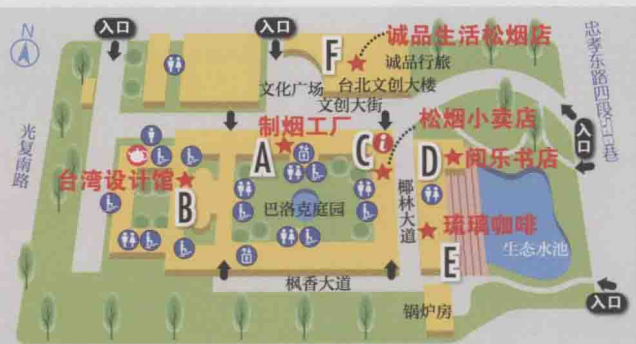 N
入口
入口
F
诚品生活松烟店
诚品行旅
台北文创大楼
文化广场
文创大街
忠孝东路四段
入口
光复南路
制烟工厂
松烟小卖店
A
C
i
D
阅乐书店
台湾设计馆
B
巴洛克庭园
椰林大道
琉璃咖啡
生态水池
E
枫香大道
锅炉房
入口